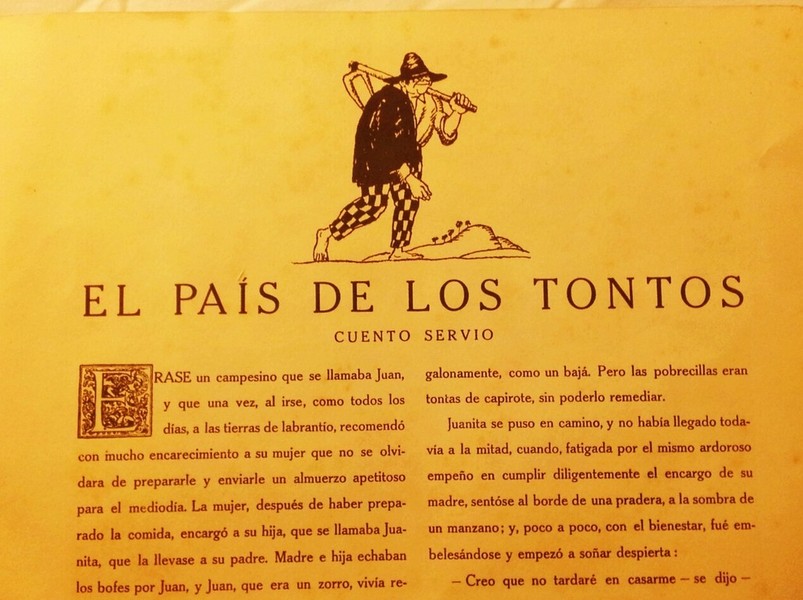 EL PAÍS DE LOS TONTOS
CUENTO SERVIO
ERASE un campesino que se llamaba Juan,
y que una vez, al irse, como todos los
días, a las tierras de labrantío, recomendó
con mucho encarecimiento a su mujer que no se olvi-
dara de prepararle y enviarle un almuerzo apetitoso
para el mediodía. La mujer, después de haber prepa-
rado la comida, encargó a su hija, que se llamaba Jua-
nita, que la llevase a su padre. Madre e hija echaban
los bofes por Juan, y Juan, que era un zorro, vivía re-
galonamente, como un bajá. Pero las pobrecillas eran
tontas de capirote, sin poderlo remediar.
Juanita se puso en camino, y no había llegado toda-
vía a la mitad, cuando, fatigada por el mismo ardoroso
empeño en cumplir diligentemente el encargo de su
madre, sentóse al borde de una pradera, a la sombra de
un manzano; y, poco a poco, con el bienestar, fué em-
belesándose y empezó a soñar despierta :
— Creo que no tardaré en casarme — se dijo —